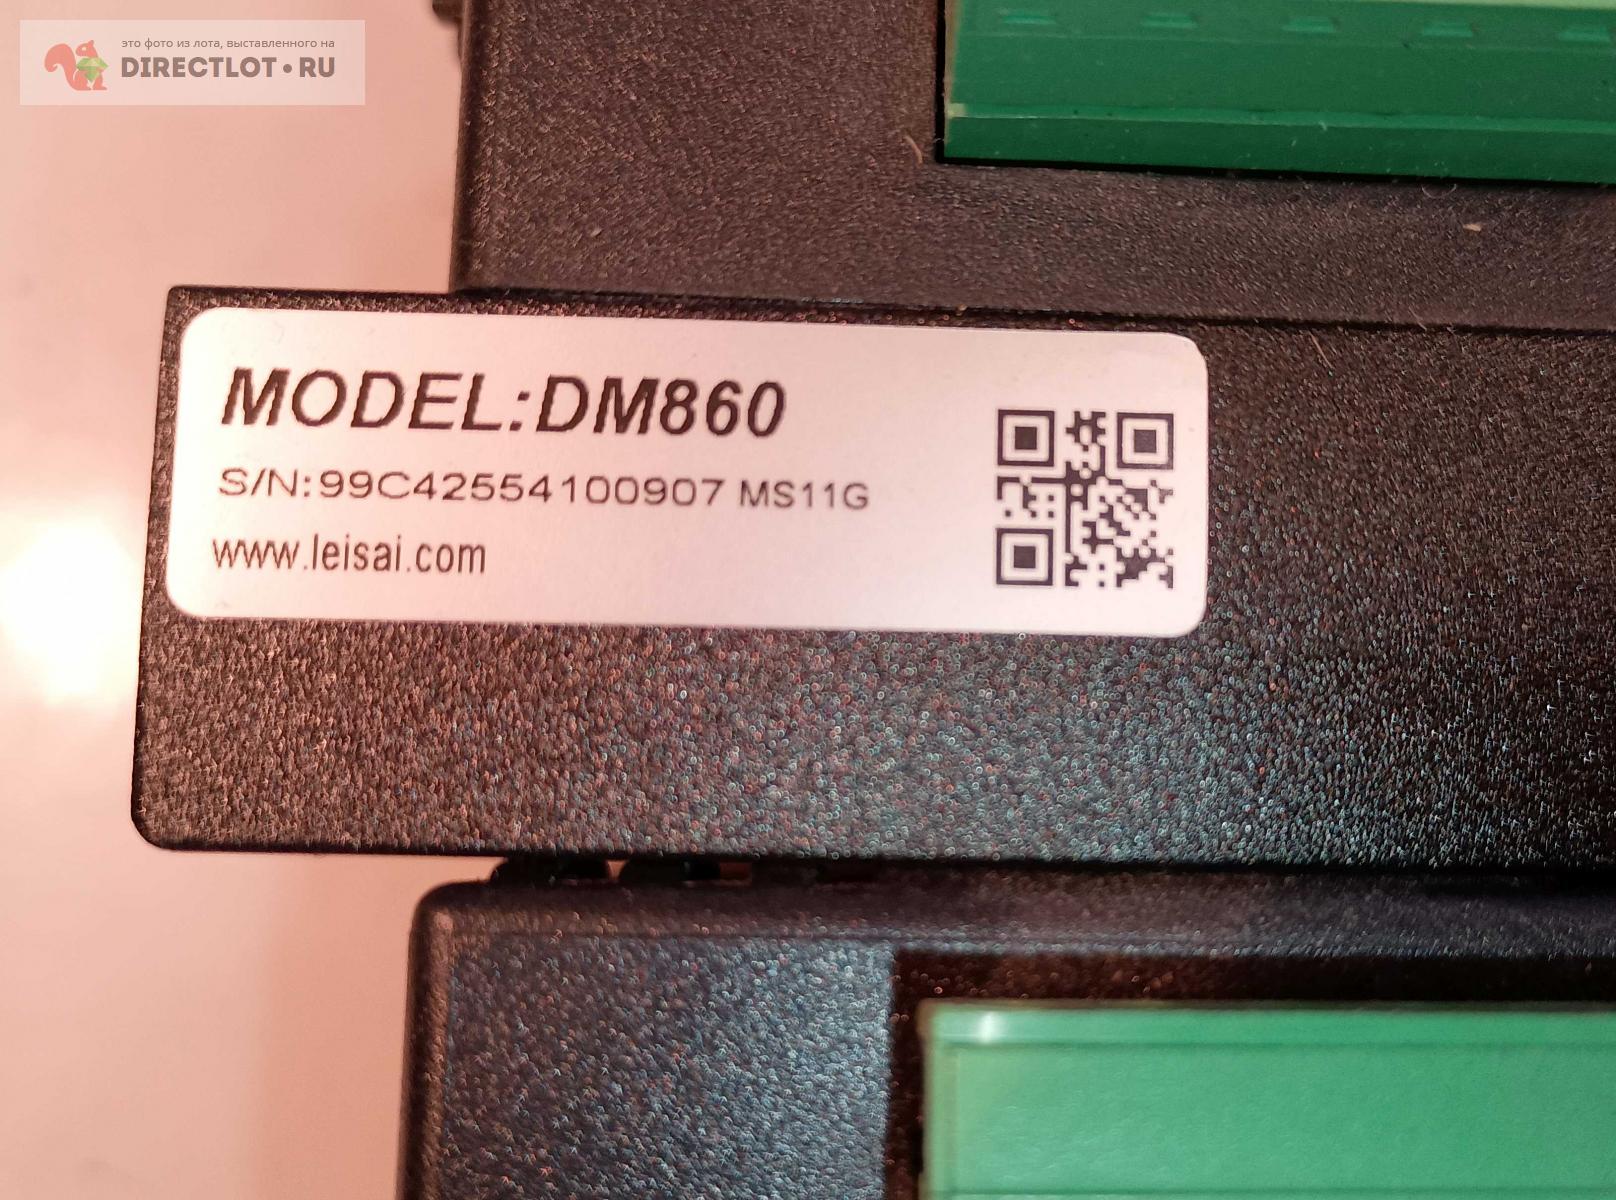 это фото из лота, выставленного на
DIRECTLOT•RU
MODEL:DM860
S/N:99C42554100907 MS11G
www.leisai.com